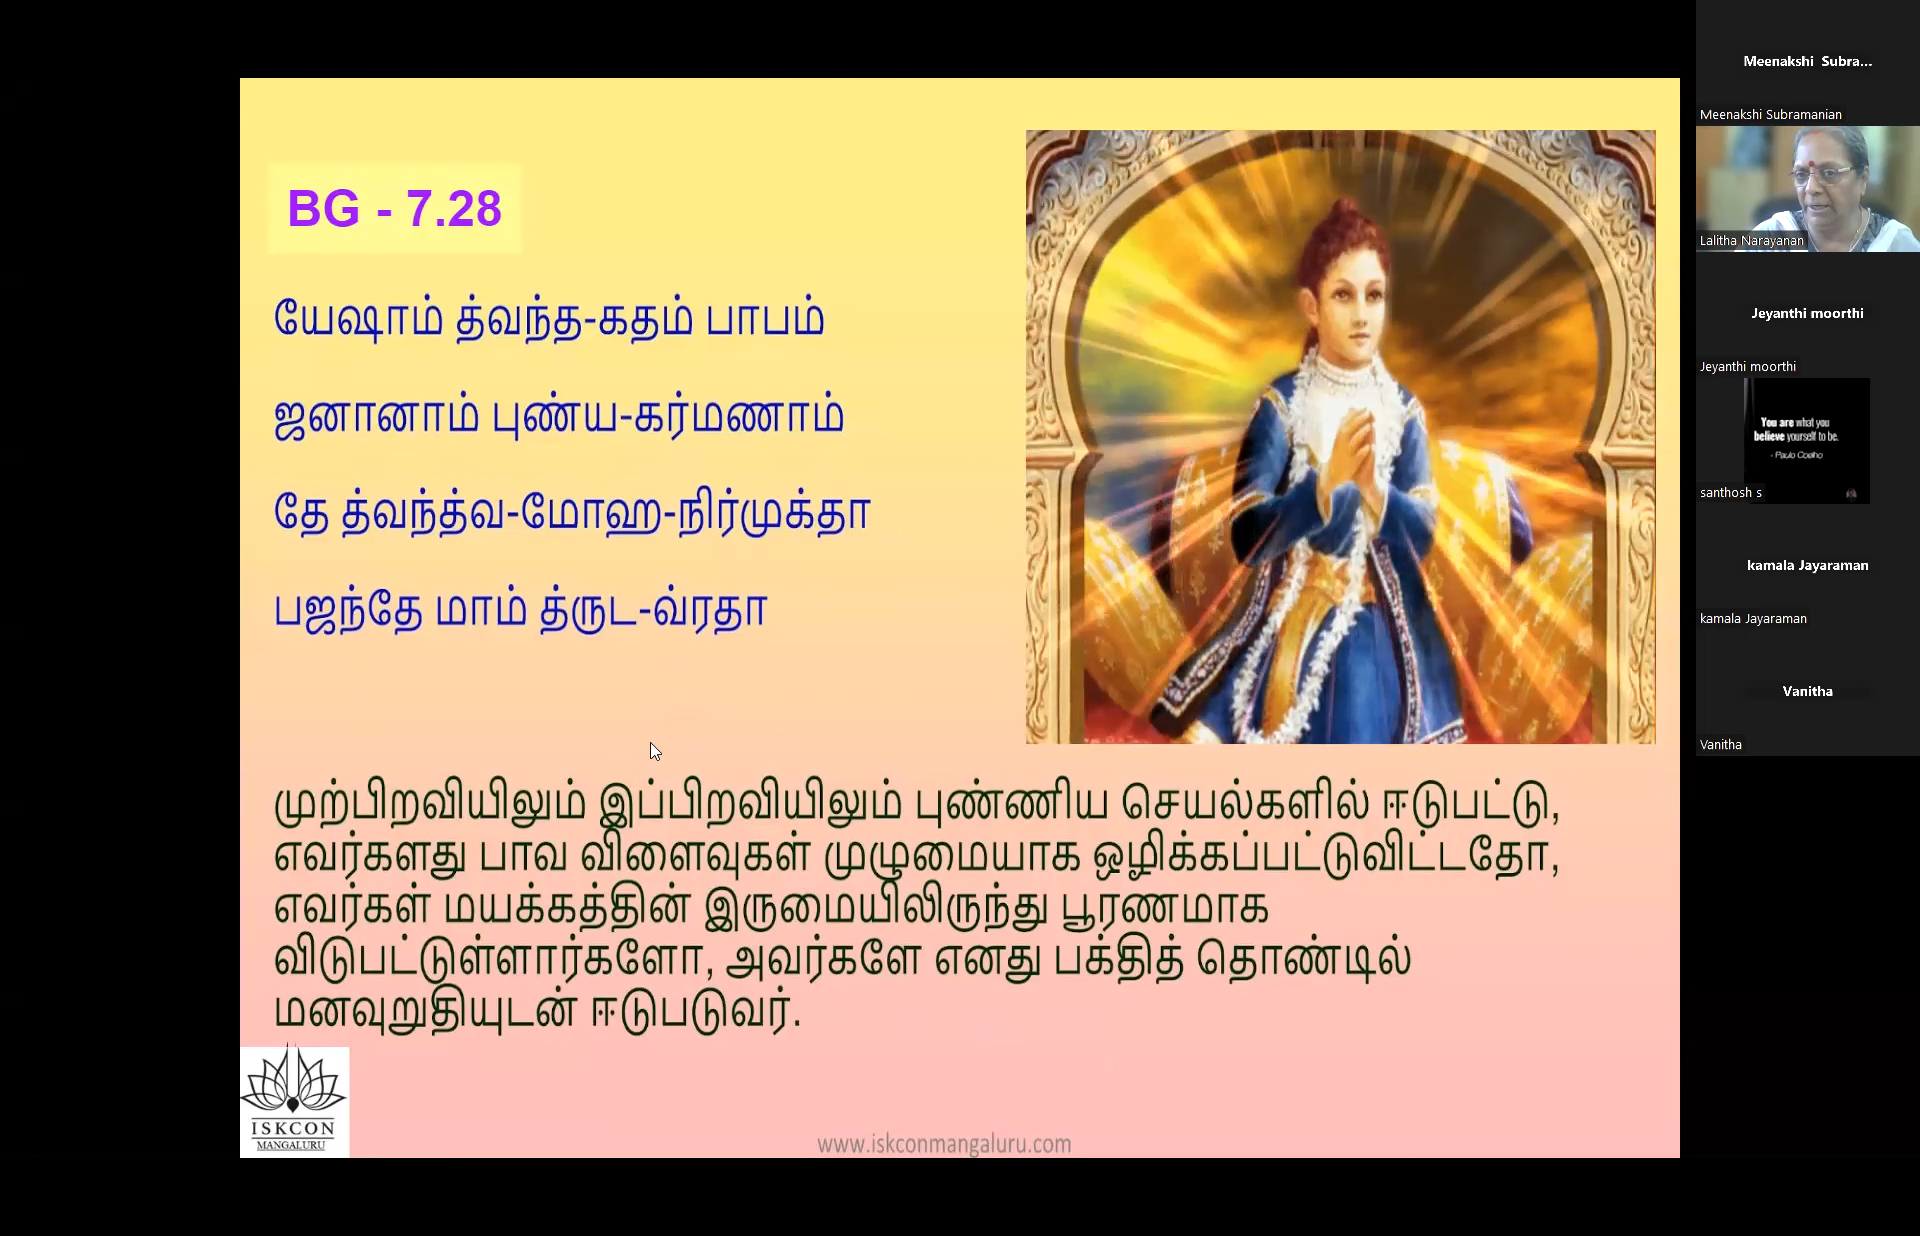 BG - 7.28
யேஷாம் த்வந்த-கதம் பாபம்
ஜனானாம் புண்ய-கர்மணாம்
தே த்வந்த்வ-மோஹ-நிர்முக்தா
பஜந்தே மாம் த்ருட-வ்ரதா
முற்பிறவியிலும் இப்பிறவியிலும் புண்ணிய செயல்களில் ஈடுபட்டு,
எவர்களது பாவ விளைவுகள் முழுமையாக ஒழிக்கப்பட்டுவிட்டதோ,
எவர்கள் மயக்கத்தின் இருமையிலிருந்து பூரணமாக
விடுபட்டுள்ளார்களோ, அவர்களே எனது பக்தித் தொண்டில்
மனவுறுதியுடன் ஈடுபடுவர்.
ISKCON
MANGALURU
www.iskconmangaluru.com
Meenakshi Subra...
Meenakshi Subramanian
Lalitha Narayanan
Jeyanthi moorthi
Jeyanthi moorthi
You are what you
believe yourself to be.
- Paulo Coelho
santhosh s
kamala Jayaraman
kamala Jayaraman
Vanitha
Vanitha